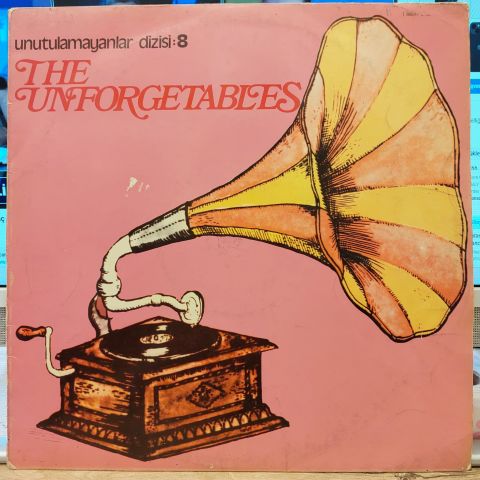 unutulamayanlar dizisi:8
THE
UNFORGETABLES